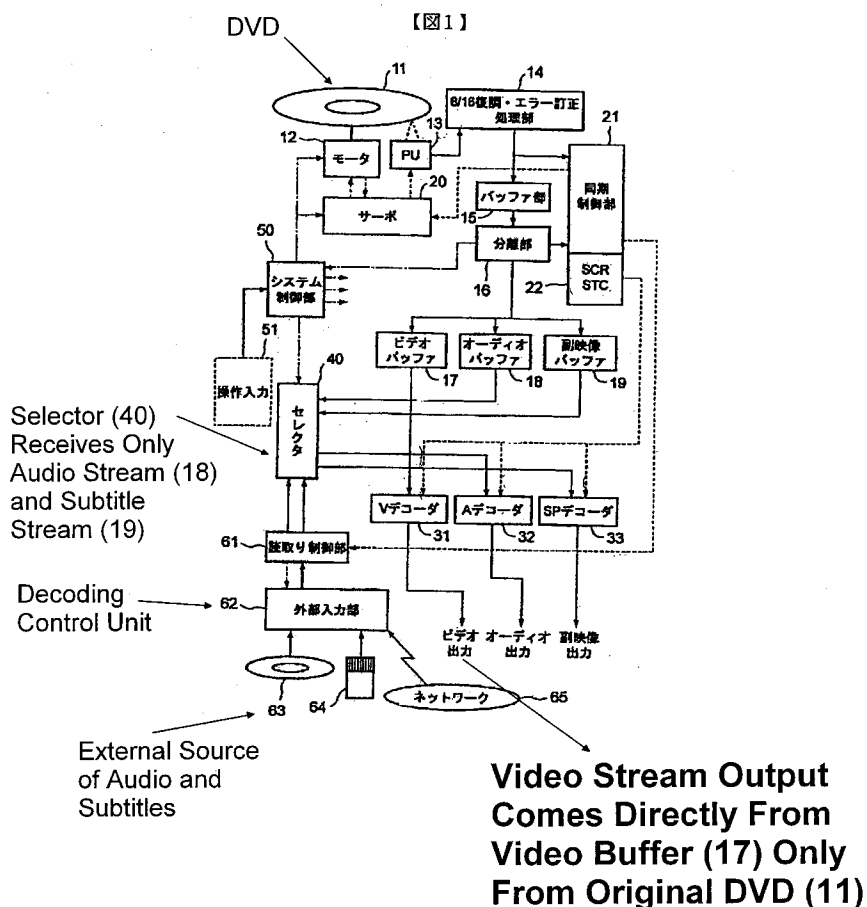 DVD
【図1】
11
14
8/16復調・エラー訂正
処理部
21
12
モータ
PU
13
20
サーボ
バッファ部
15
同期
制御部
50
分離部
16
22
SCR
STC
システム
制御部
51
操作入力
40
セレクタ
ビデオ
バッファ
17
オーディオ
バッファ
18
副映像
バッファ
19
Selector (40)
Receives Only
Audio Stream (18)
and Subtitle
Stream (19)
Vデコーダ
31
Aデコーダ
32
SPデコーダ
33
61
読取り制御部
Decoding
Control Unit
62
外部入力部
ビデオ
出力
オーディオ
出力
副映像
出力
63
64
ネットワーク
65
External Source
of Audio and
Subtitles
Video Stream Output
Comes Directly From
Video Buffer (17) Only
From Original DVD (11)